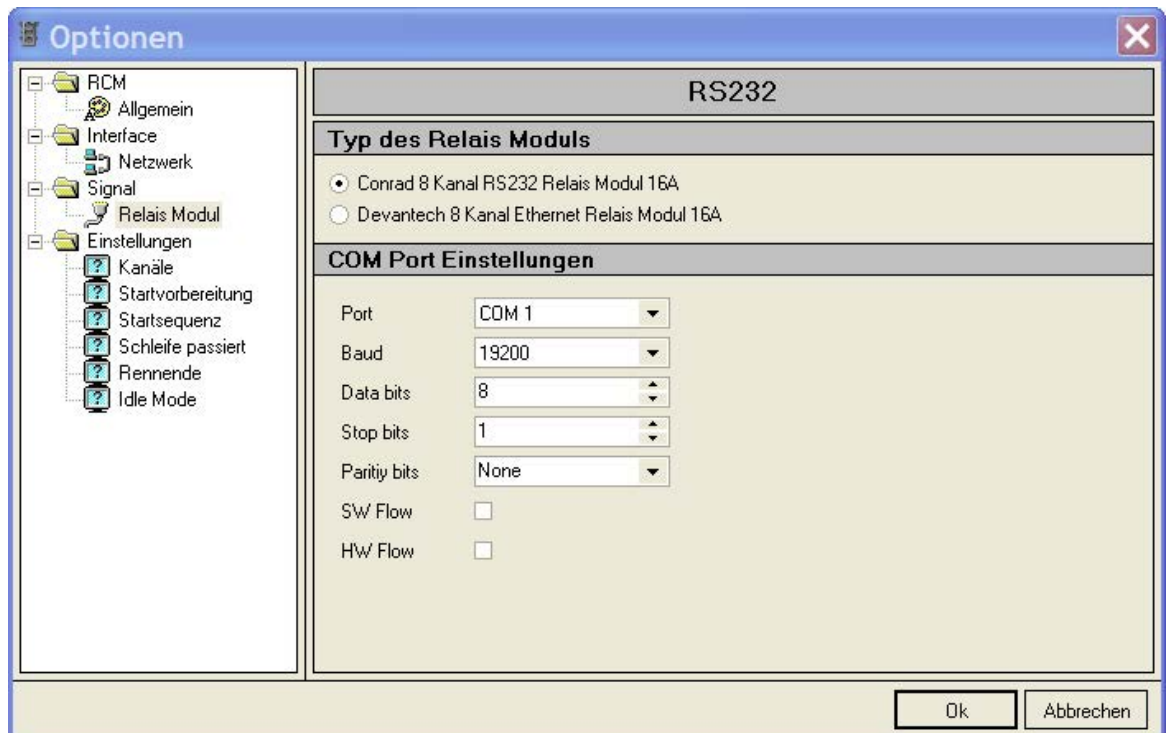 Optionen
RCM
Allgemein
Interface
Netzwerk
Signal
Relais Modul
Einstellungen
Kanäle
Startvorbereitung
Startsequenz
Schleife passiert
Rennende
Idle Mode
RS232
Typ des Relais Moduls
Conrad 8 Kanal RS232 Relais Modul 16A
Devantech 8 Kanal Ethernet Relais Modul 16A
COM Port Einstellungen
Port COM 1
Baud 19200
Data bits 8
Stop bits 1
Paritiy bits None
SW Flow
HW Flow
Ok Abbrechen